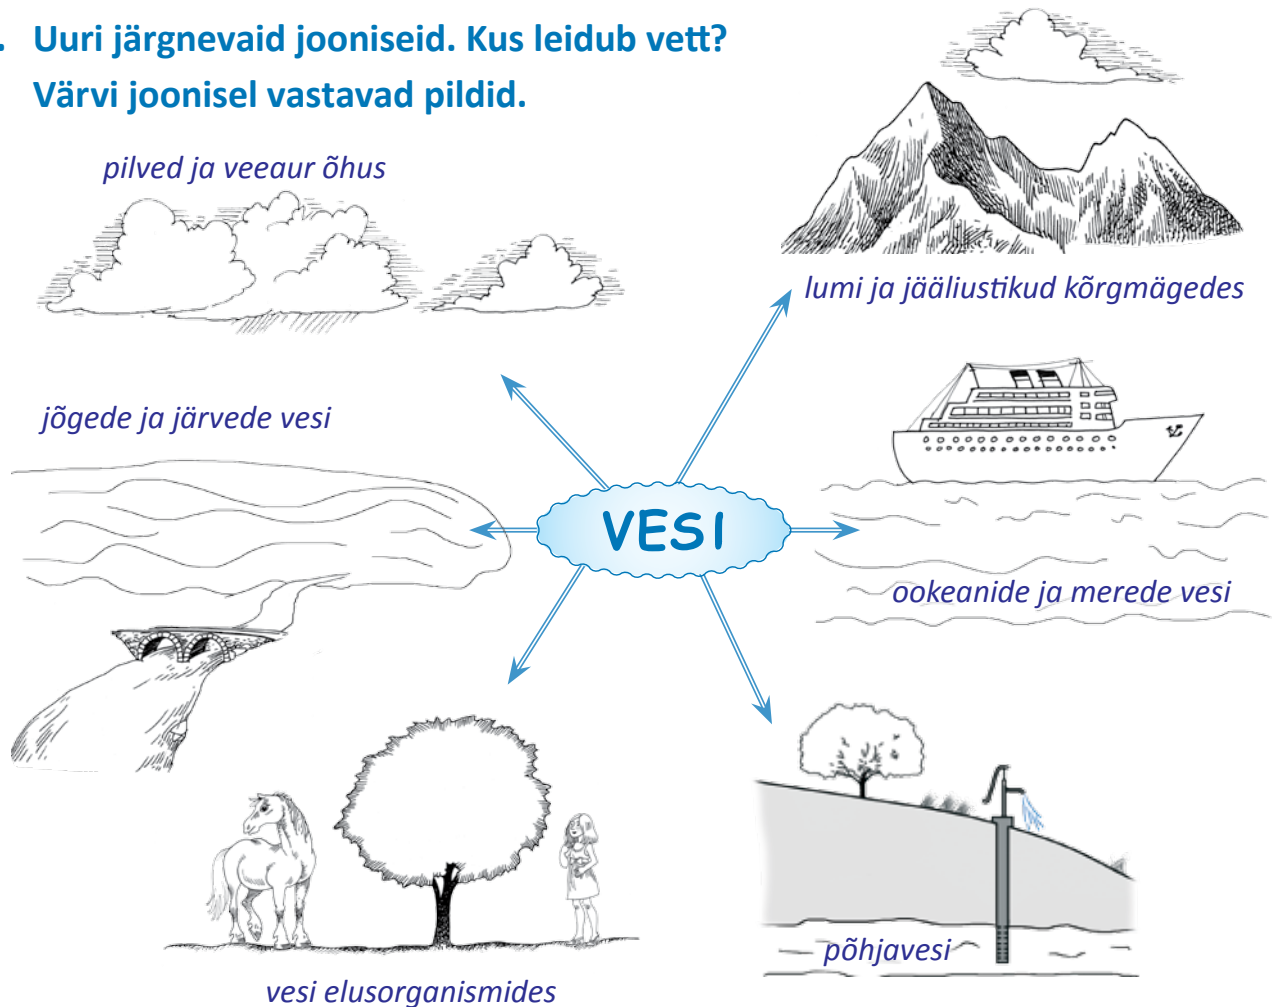 . Uuri järgnevaid jooniseid. Kus leidub vett?
Värvi joonisel vastavad pildid.
pilved ja veeaur õhus
lumi ja jääliustikud kõrgmägedes
jõgede ja järvede vesi
VESI
ookeanide ja merede vesi
põhjavesi
vesi elusorganismides